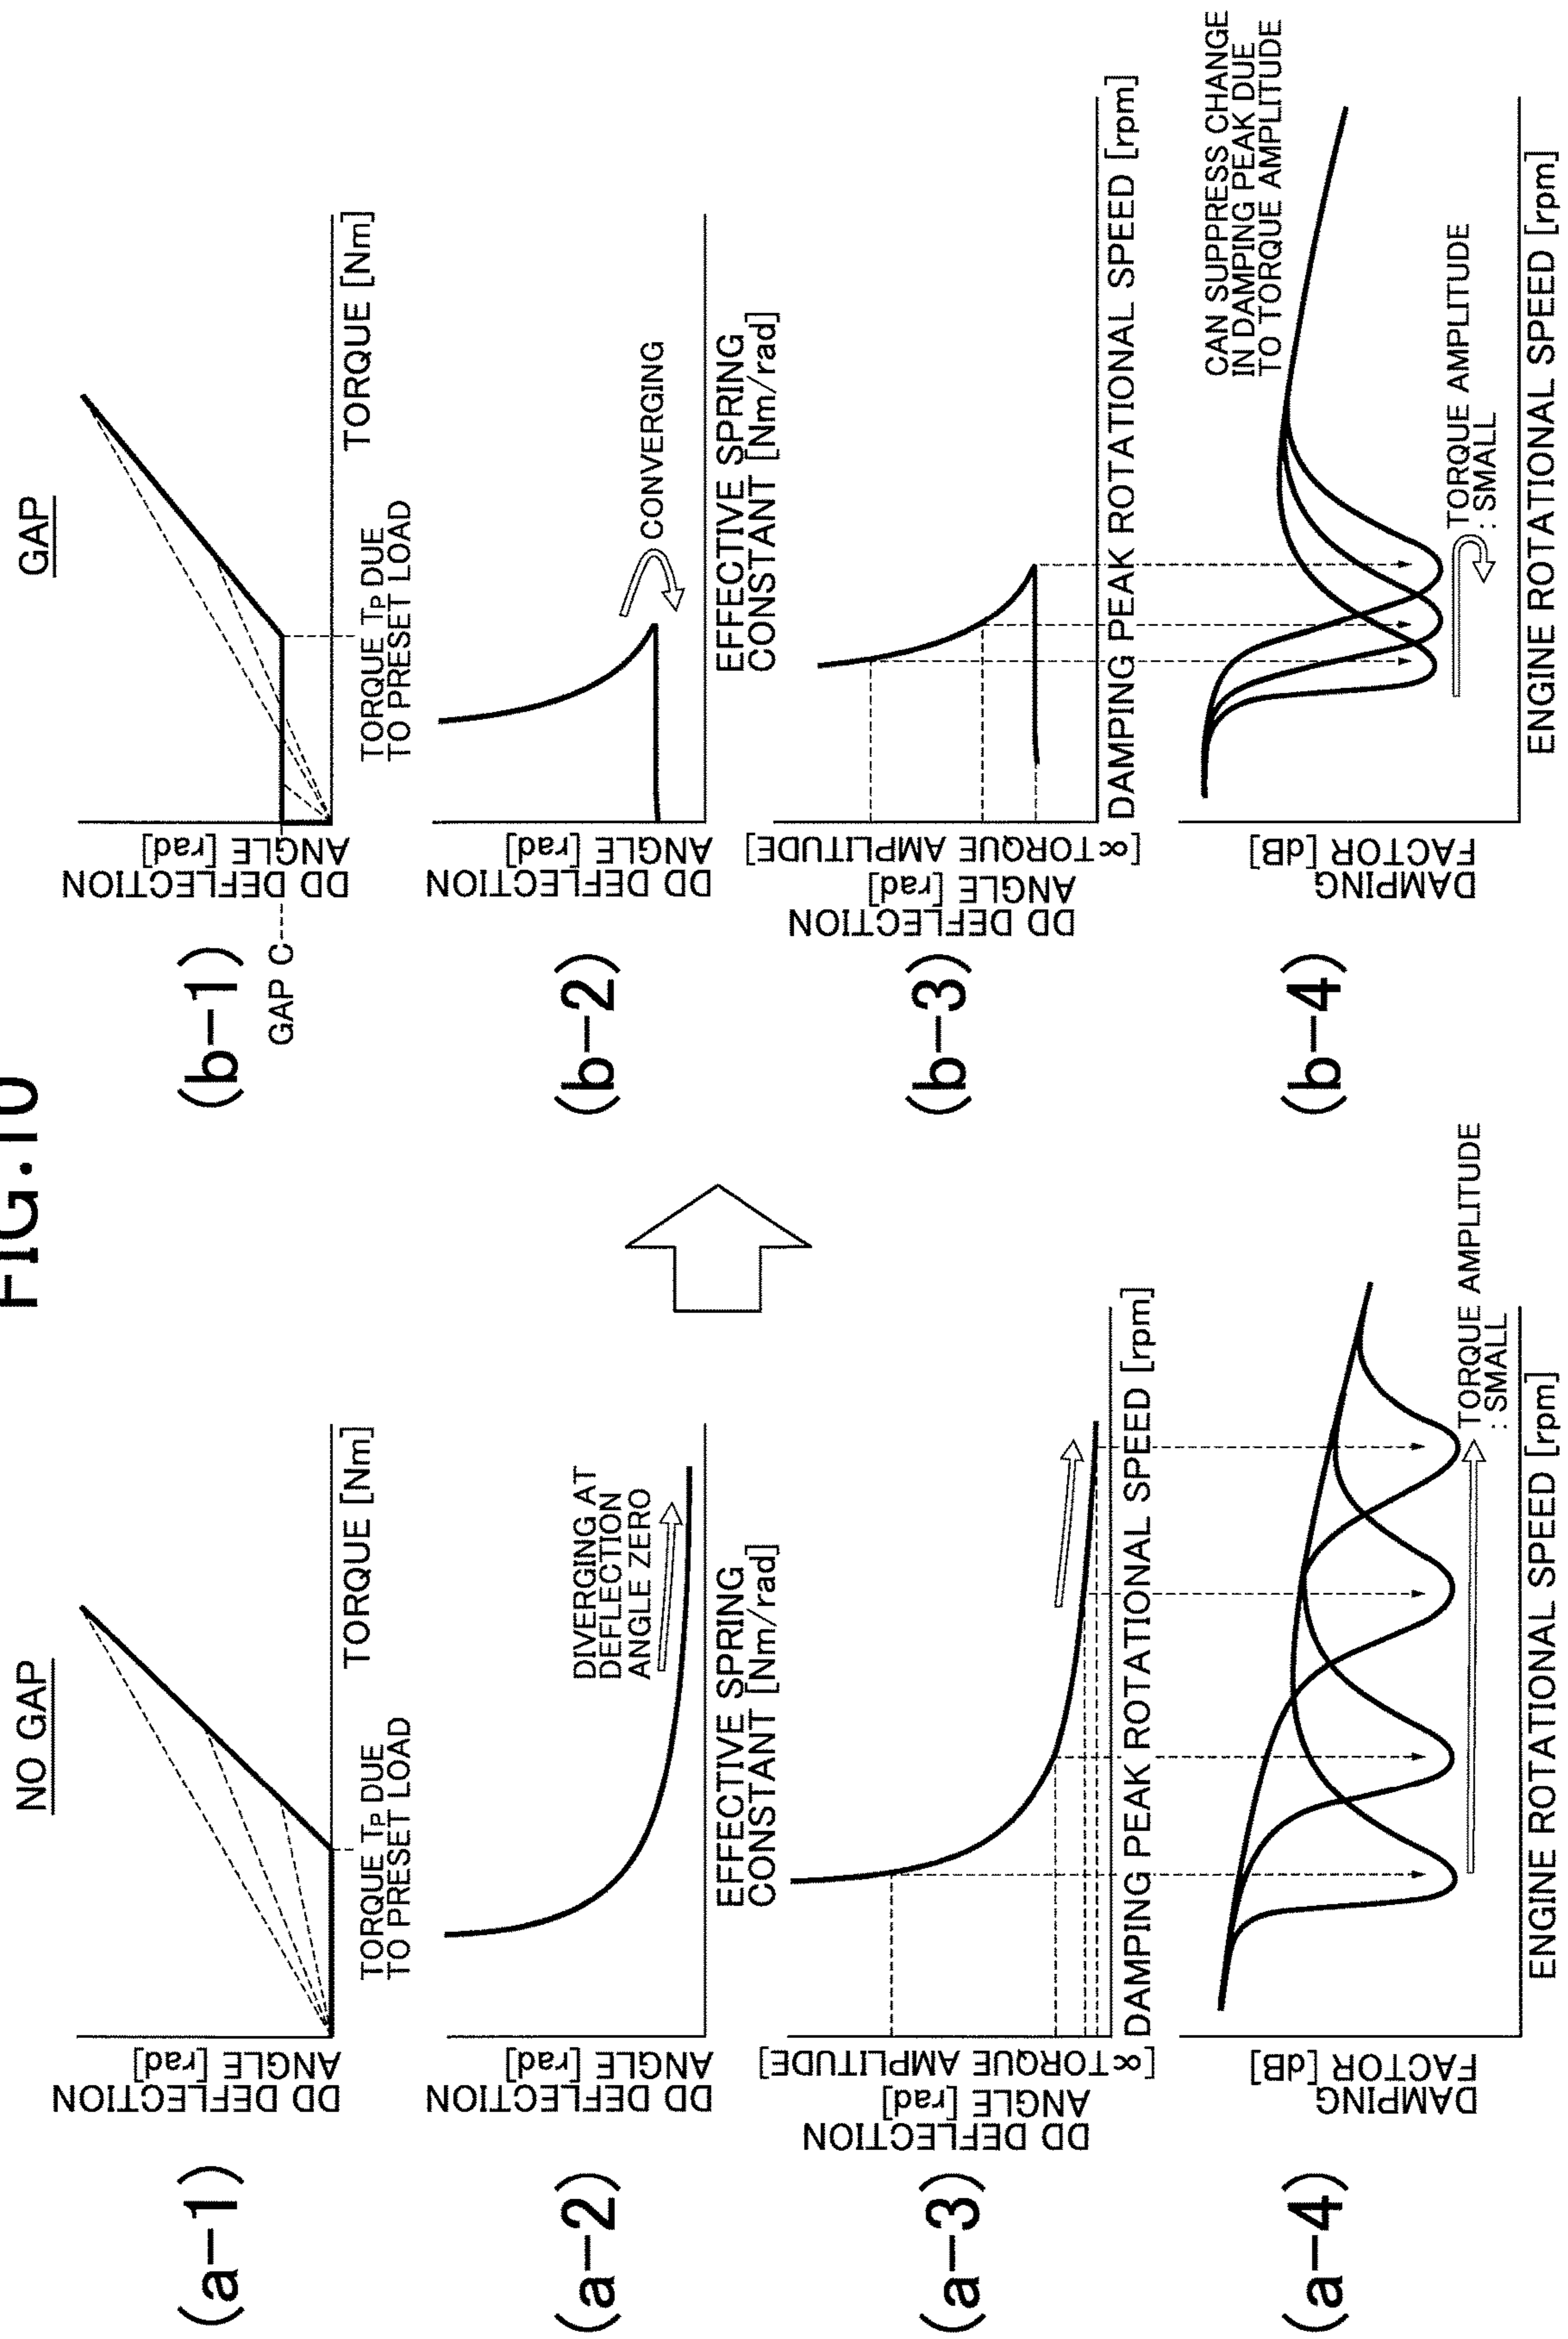 FIG.10
NO GAP
(a-1)
DD DEFLECTION
ANGLE [rad]
TORQUE TP DUE
TO PRESET LOAD
TORQUE [Nm]
(a-2)
DD DEFLECTION
ANGLE [rad]
DIVERGING AT
DEFLECTION
ANGLE ZERO
EFFECTIVE SPRING
CONSTANT [Nm/rad]
(a-3)
DD DEFLECTION
ANGLE [rad]
[∝TORQUE AMPLITUDE]
DAMPING PEAK ROTATIONAL SPEED [rpm]
(a-4)
DAMPING
FACTOR [dB]
TORQUE AMPLITUDE
: SMALL
ENGINE ROTATIONAL SPEED [rpm]
GAP
(b-1)
GAP C
DD DEFLECTION
ANGLE [rad]
TORQUE TP DUE
TO PRESET LOAD
TORQUE [Nm]
(b-2)
DD DEFLECTION
ANGLE [rad]
CONVERGING
EFFECTIVE SPRING
CONSTANT [Nm/rad]
(b-3)
DD DEFLECTION
ANGLE [rad]
[∝TORQUE AMPLITUDE]
DAMPING PEAK ROTATIONAL SPEED [rpm]
(b-4)
DAMPING
FACTOR [dB]
CAN SUPPRESS CHANGE
IN DAMPING PEAK DUE
TO TORQUE AMPLITUDE
TORQUE AMPLITUDE
: SMALL
ENGINE ROTATIONAL SPEED [rpm]